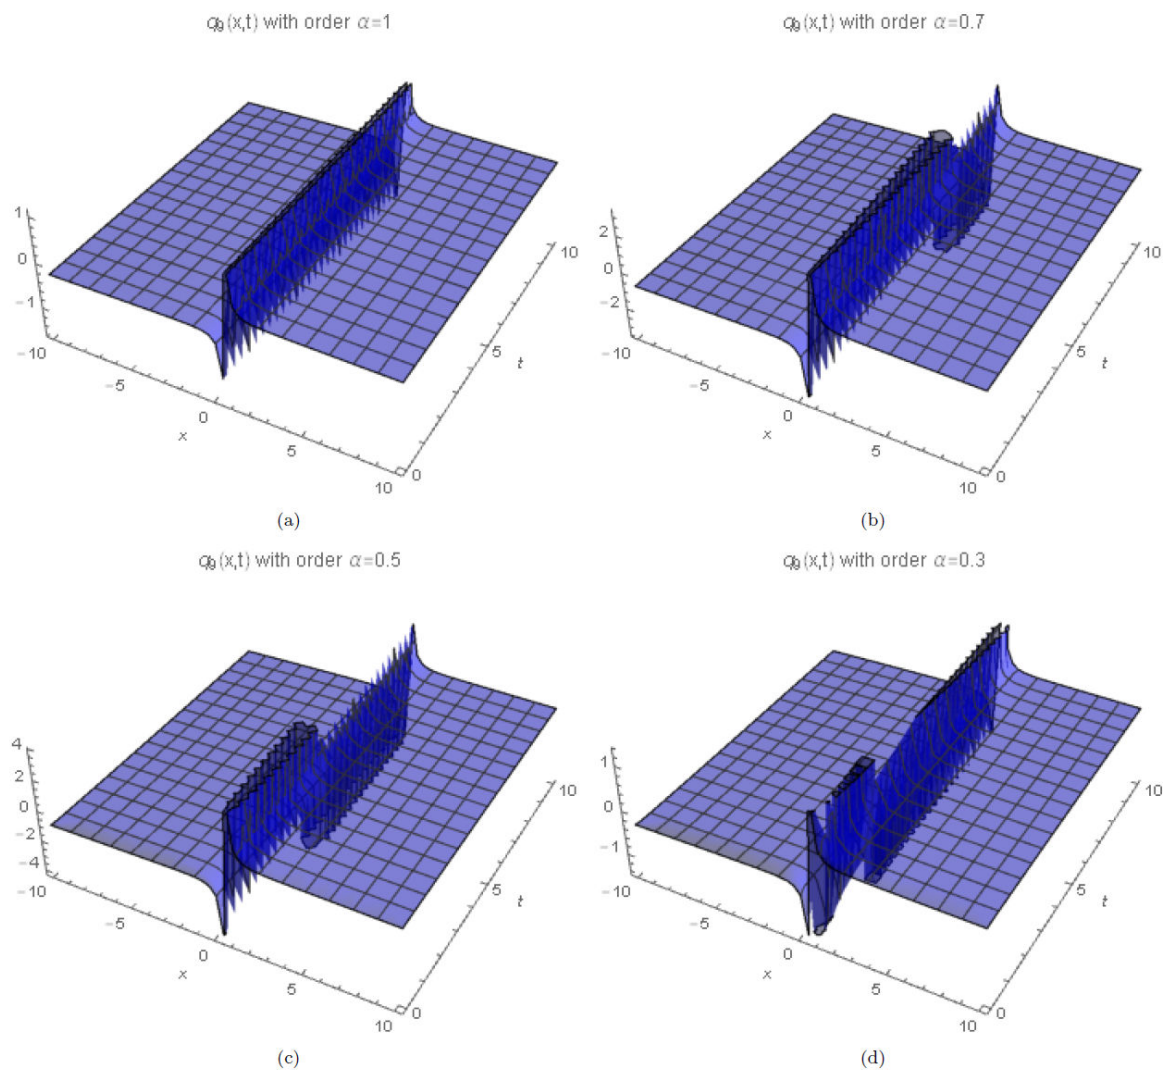 q₉(x,t) with order α=1
1
0
−1
−10
−5
0
5
10
x
0
5
10
t
(a)
q₉(x,t) with order α=0.7
2
0
−2
−10
−5
0
5
10
x
0
5
10
t
(b)
q₉(x,t) with order α=0.5
4
2
0
−2
−4
−10
−5
0
5
10
x
0
5
10
t
(c)
q₉(x,t) with order α=0.3
1
0
−1
−10
−5
0
5
10
x
0
5
10
t
(d)